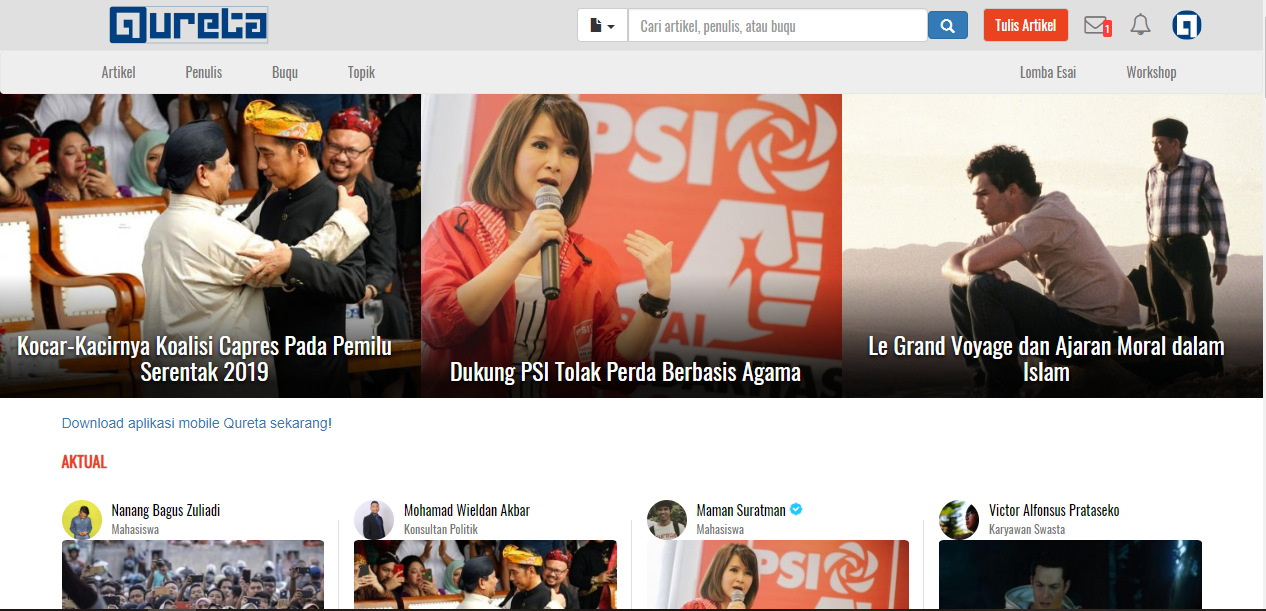 Qureta
Cari artikel, penulis, atau buqu
Tulis Artikel
1
Artikel
Penulis
Buqu
Topik
Lomba Esai
Workshop
PSI
Kocar-Kacirnya Koalisi Capres Pada Pemilu
Serentak 2019
Dukung PSI Tolak Perda Berbasis Agama
Le Grand Voyage dan Ajaran Moral dalam
Islam
Download aplikasi mobile Qureta sekarang!
AKTUAL
Nanang Bagus Zuliadi
Mahasiswa
Mohamad Wieldan Akbar
Konsultan Politik
Maman Suratman
Mahasiswa
Victor Alfonsus Prataseko
Karyawan Swasta
PSI